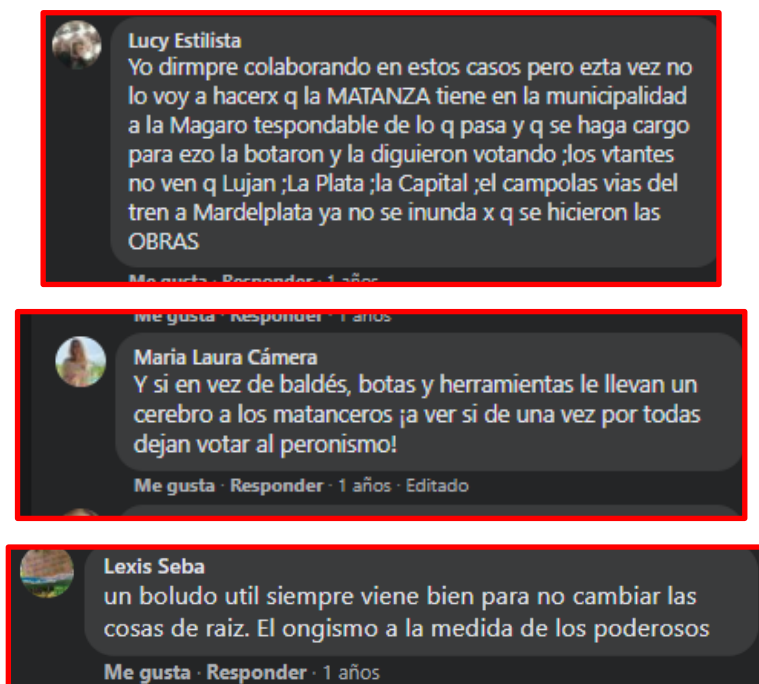 Lucy Estilista
Yo dirmpre colaborando en estos casos pero ezta vez no
lo voy a hacerx q la MATANZA tiene en la municipalidad
a la Magaro tespondable de lo q pasa y q se haga cargo
para ezo la botaron y la diguieron votando ;los vtantes
no ven q Lujan ;La Plata ;la Capital ;el campolas vias del
tren a Mardelplata ya no se inunda x q se hicieron las
OBRAS
Me gusta · Responder · 1 años
Me gusta · Responder · 1 años
Maria Laura Cámera
Y si en vez de baldés, botas y herramientas le llevan un
cerebro a los matanceros ¡a ver si de una vez por todas
dejan votar al peronismo!
Me gusta · Responder · 1 años · Editado
Lexis Seba
un boludo util siempre viene bien para no cambiar las
cosas de raiz. El ongismo a la medida de los poderosos
Me gusta · Responder · 1 años